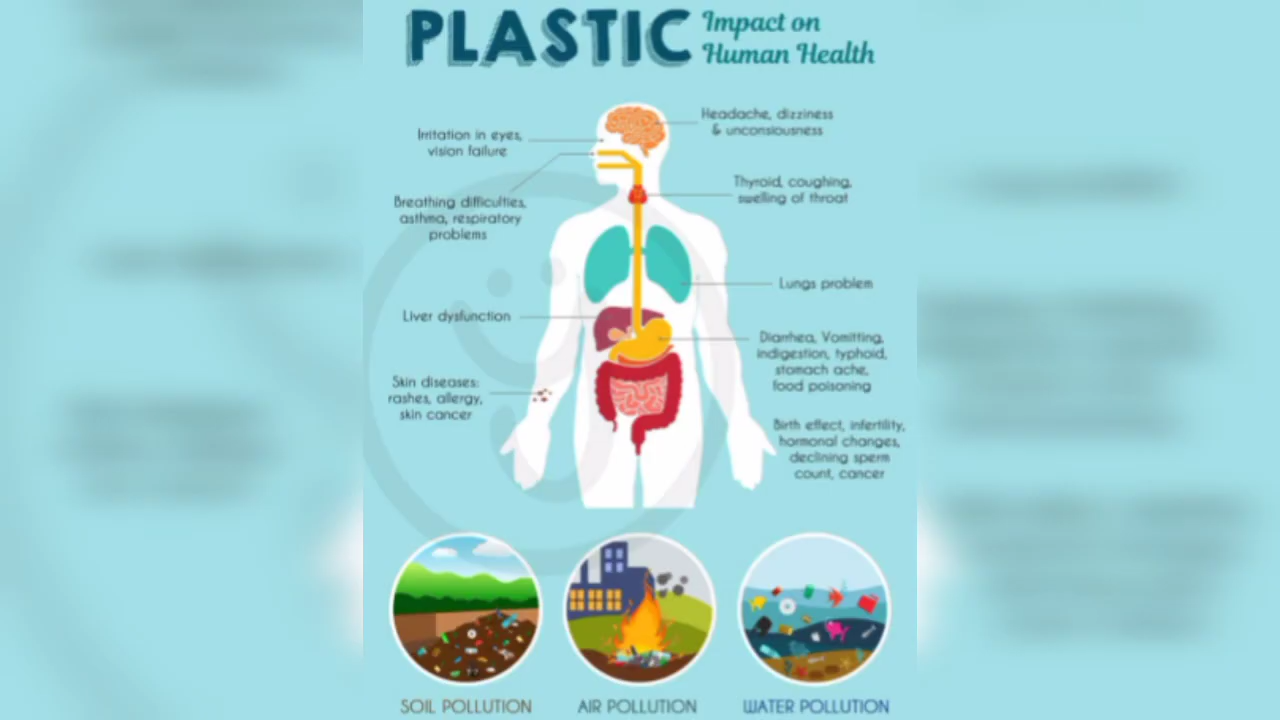 PLASTIC
Impact on
Human Health
Headache, dizziness
& unconsiousness
Irritation in eyes,
vision failure
Thyroid, coughing,
swelling of throat
Breathing difficulties,
asthma, respiratory
problems
Lungs problem
Liver dysfunction
Diarrhea, Vomitting,
indigestion, typhoid,
stomach ache,
food poisoning
Skin diseases:
rashes, allergy,
skin cancer
Birth effect, infertility,
hormonal changes,
declining sperm
count, cancer
SOIL POLLUTION
AIR POLLUTION
WATER POLLUTION